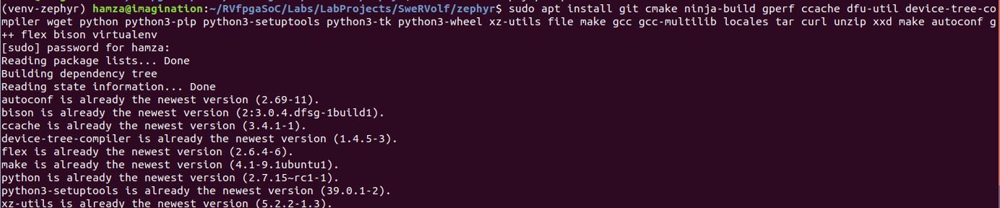 (venv-zephyr) hamza@imagination:~/RVfpgaSoC/Labs/LabProjects/SweRVolf/zephyr$ sudo apt install git cmake ninja-build gperf ccache dfu-util device-tree-co
mpiler wget python python3-pip python3-setuptools python3-tk python3-wheel xz-utils file make gcc gcc-multilib locales tar curl unzip xxd make autoconf g
++ flex bison virtualenv
[sudo] password for hamza:
Reading package lists... Done
Building dependency tree
Reading state information... Done
autoconf is already the newest version (2.69-11).
bison is already the newest version (2:3.0.4.dfsg-1build1).
ccache is already the newest version (3.4.1-1).
device-tree-compiler is already the newest version (1.4.5-3).
flex is already the newest version (2.6.4-6).
make is already the newest version (4.1-9.1ubuntu1).
python is already the newest version (2.7.15~rc1-1).
python3-setuptools is already the newest version (39.0.1-2).
xz-utils is already the newest version (5.2.2-1.3).